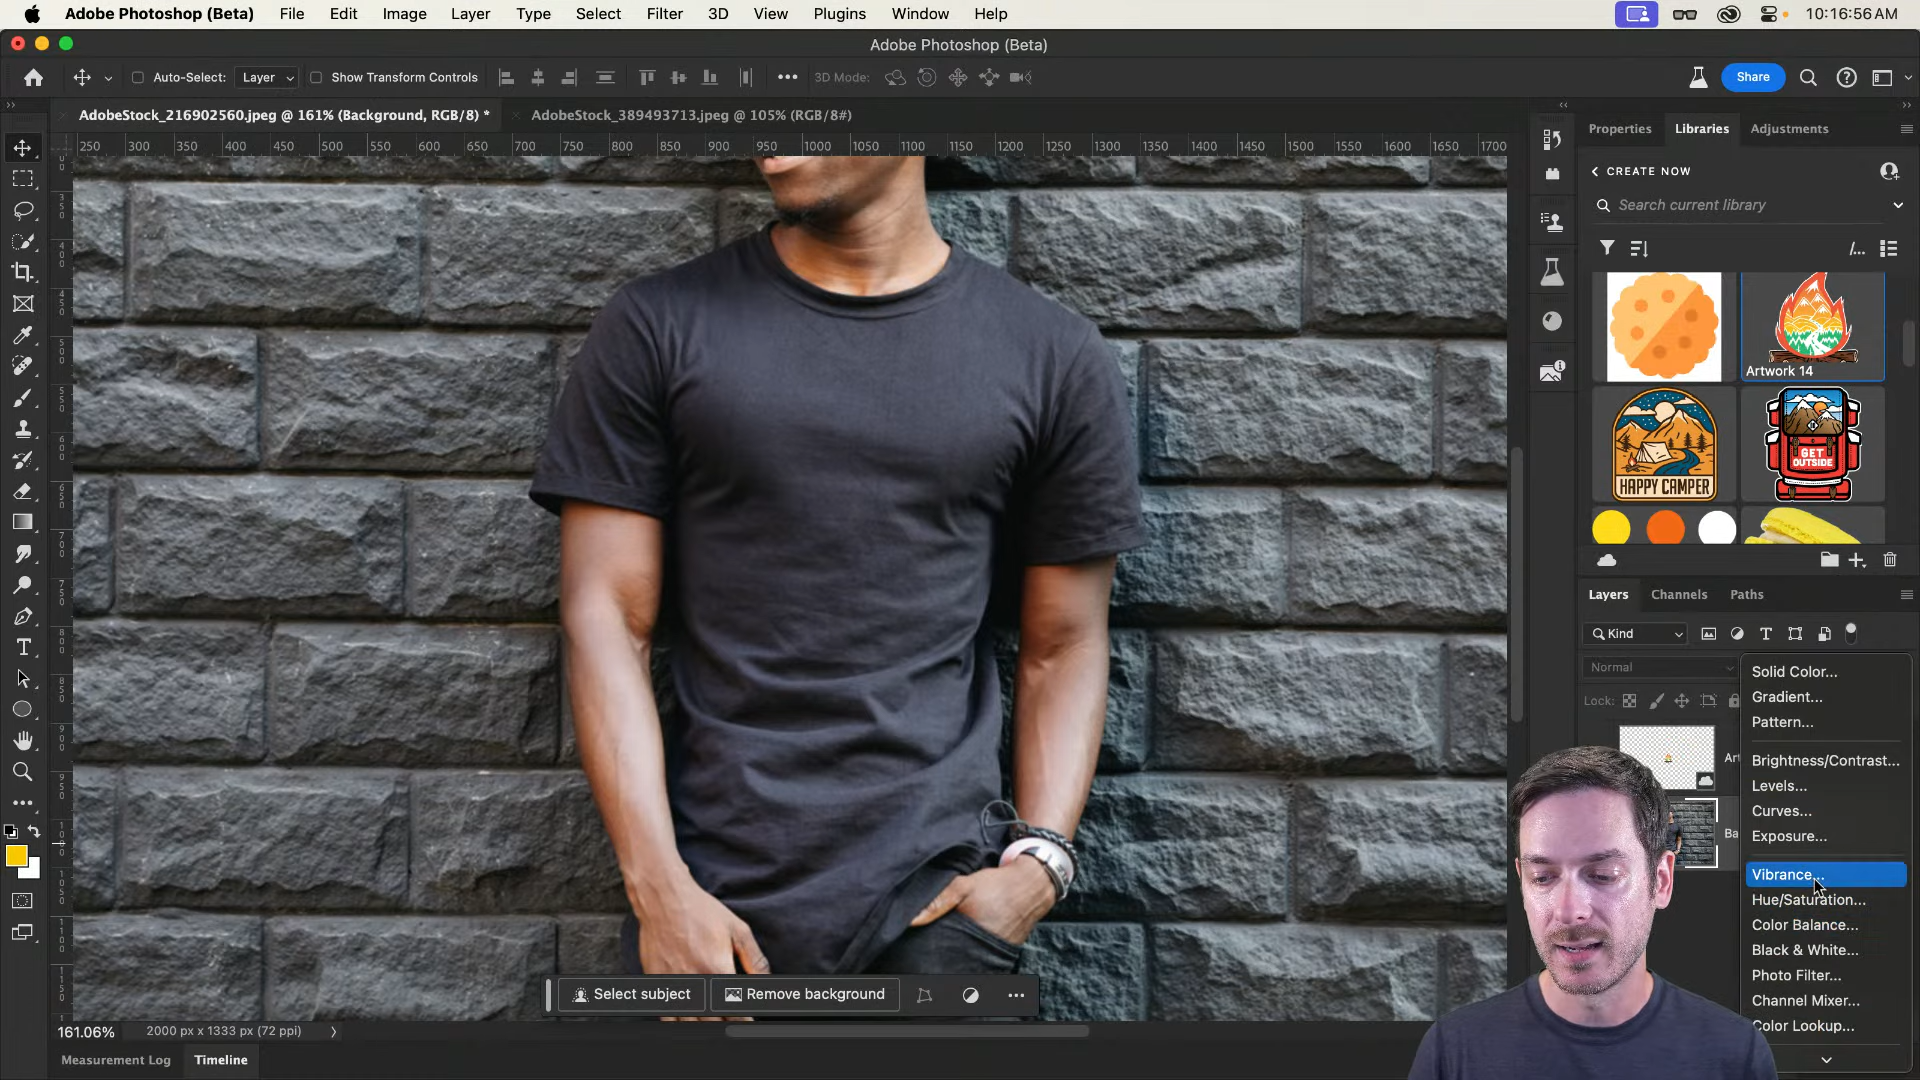 Adobe Photoshop (Beta) File Edit Image Layer Type Select Filter 3D View Plugins Window Help 10:16:56 AM
Adobe Photoshop (Beta)
Auto-Select: Layer Show Transform Controls 3D Mode: Share
AdobeStock_216902560.jpeg @ 161% (Background, RGB/8) * AdobeStock_389493713.jpeg @ 105% (RGB/8#)
Properties Libraries Adjustments
250 300 350 400 450 500 550 600 650 700 750 800 850 900 950 1000 1050 1100 1150 1200 1250 1300 1350 1400 1450 1500 1550 1600 1650 1700
CREATE NOW
Search current library
Artwork 14
GET
OUTSIDE
HAPPY CAMPER
Layers Channels Paths
Kind
Normal
Lock:
Solid Color...
Gradient...
Pattern...
Brightness/Contrast...
Levels...
Curves...
Exposure...
Vibrance...
Hue/Saturation...
Color Balance...
Black & White...
Photo Filter...
Channel Mixer...
Color Lookup...
Art
Ba
Select subject Remove background
161.06% 2000 px x 1333 px (72 ppi)
Measurement Log Timeline